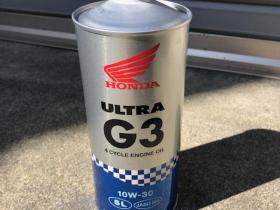 HONDA
ULTRA
G3
4 CYCLE ENGINE OIL
10W-30
SL